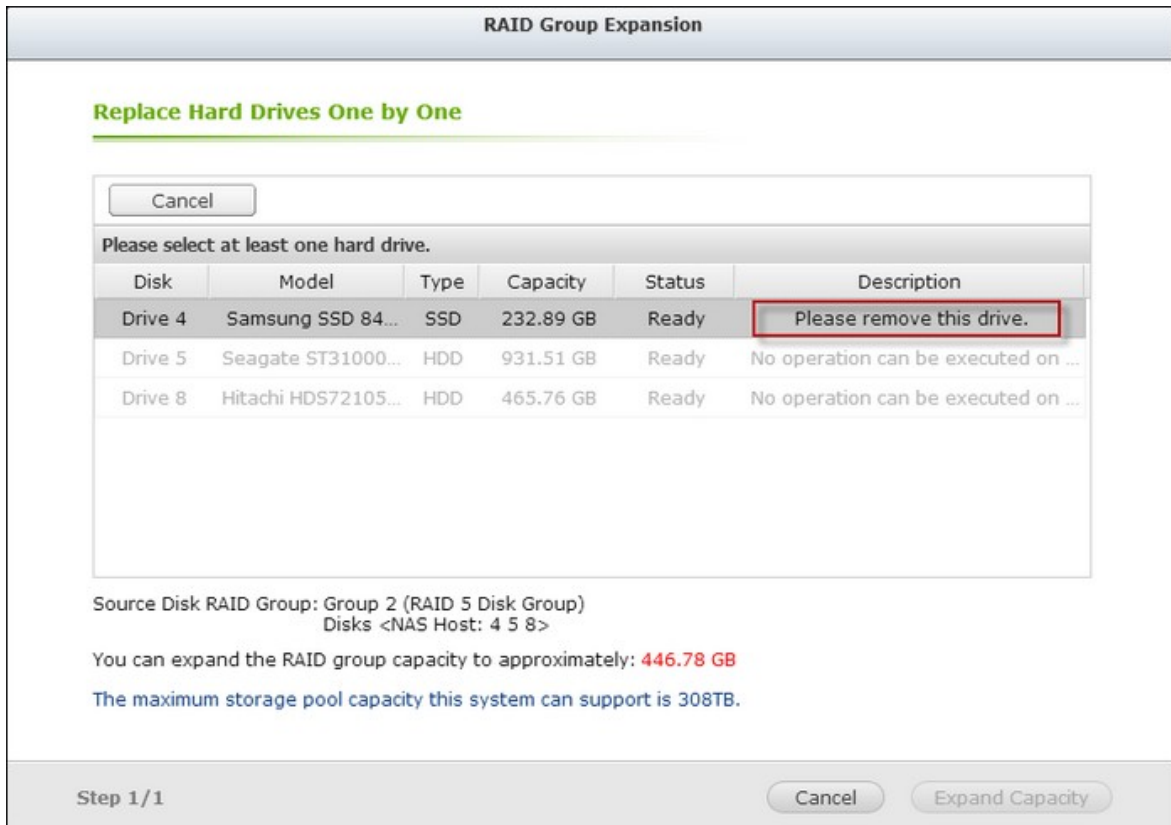 RAID Group Expansion
Replace Hard Drives One by One
Cancel
Please select at least one hard drive.
Disk Model Type Capacity Status Description
Drive 4 Samsung SSD 84... SSD 232.89 GB Ready Please remove this drive.
Drive 5 Seagate ST31000... HDD 931.51 GB Ready No operation can be executed on ...
Drive 8 Hitachi HDS72105... HDD 465.76 GB Ready No operation can be executed on ...
Source Disk RAID Group: Group 2 (RAID 5 Disk Group)
Disks <NAS Host: 4 5 8>
You can expand the RAID group capacity to approximately: 446.78 GB
The maximum storage pool capacity this system can support is 308TB.
Step 1/1 Cancel Expand Capacity